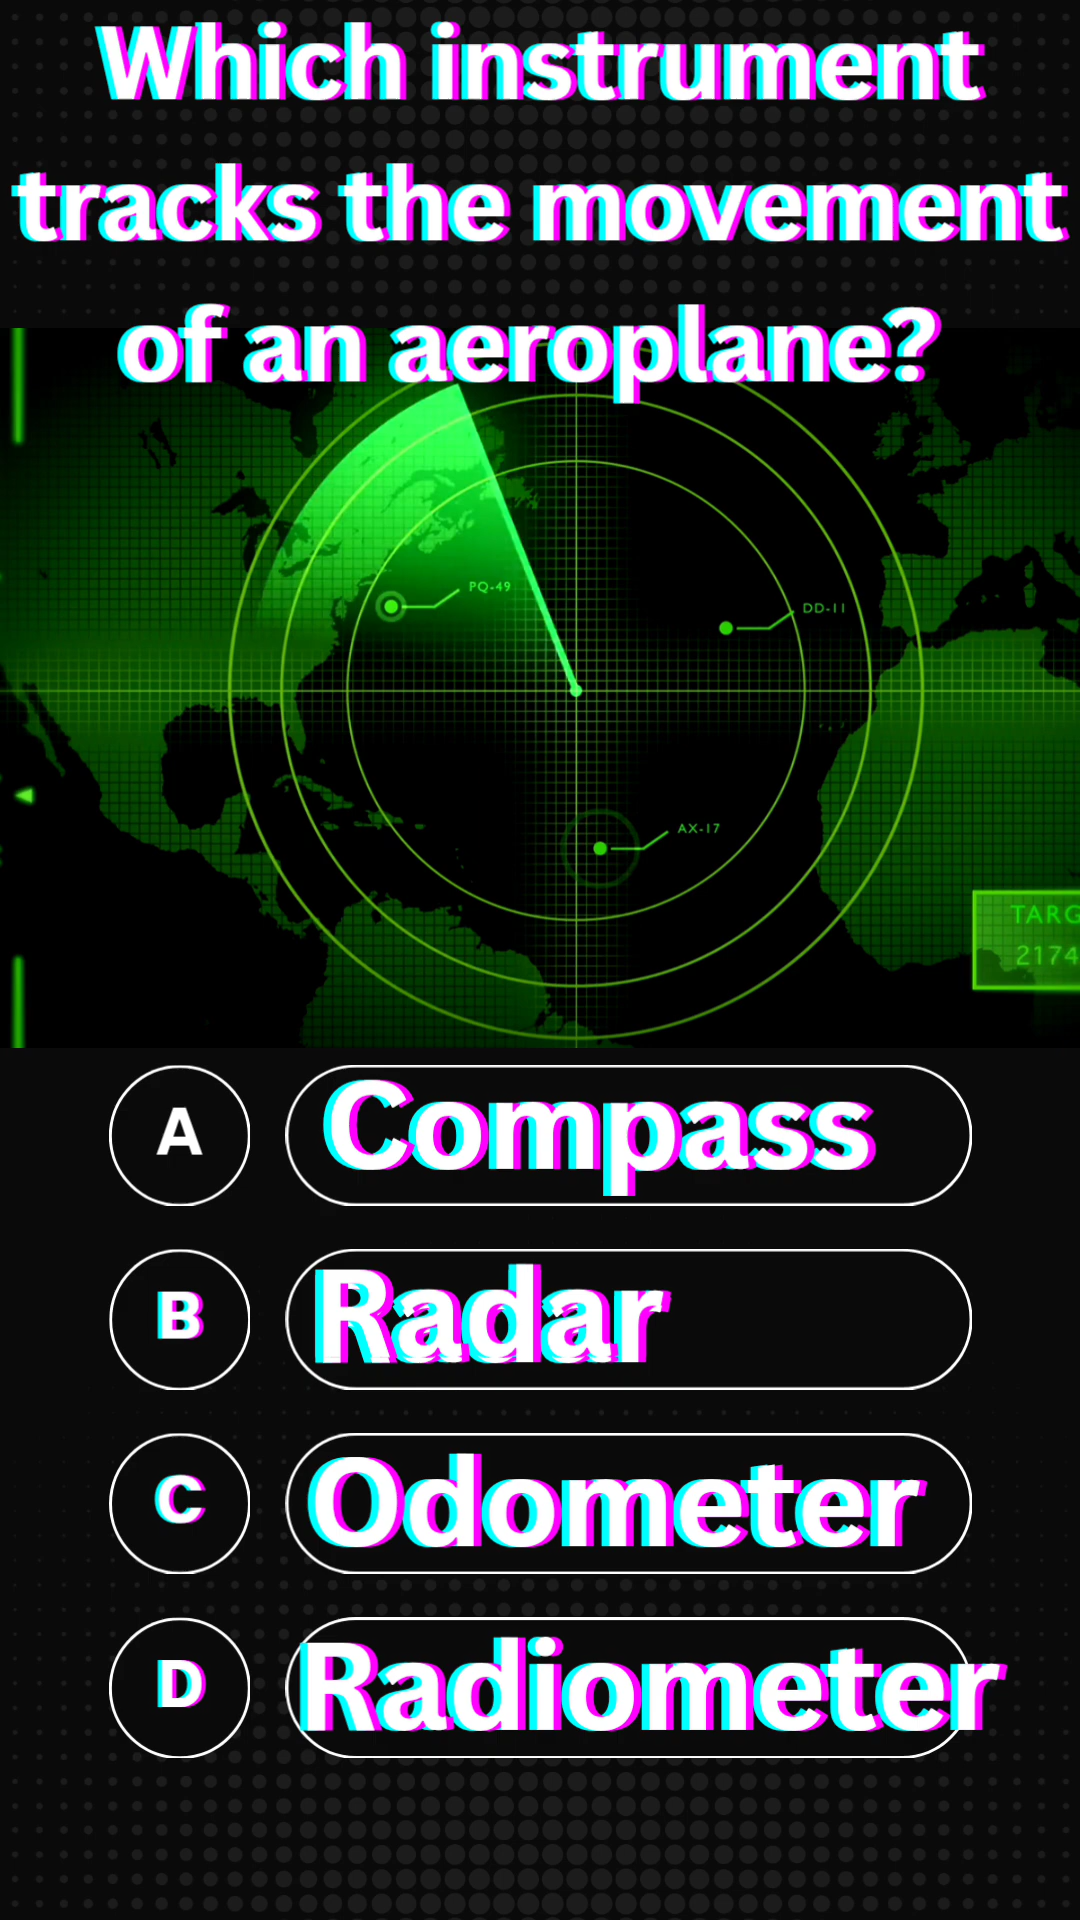 Which instrument
tracks the movement
of an aeroplane?
PQ-49
DD-11
AX-17
TARG
2174
A
Compass
B
Radar
C
Odometer
D
Radiometer